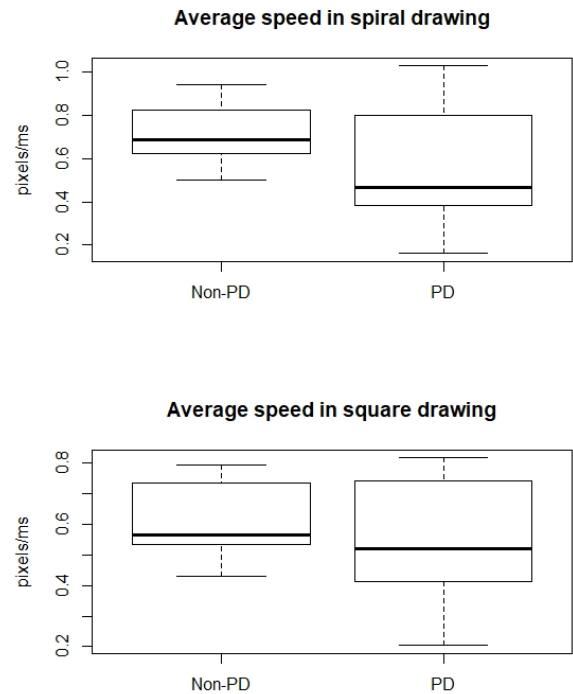 Average speed in spiral drawing
pixels/ms
1.0
0.8
0.6
0.4
0.2
Non-PD PD
Average speed in square drawing
pixels/ms
0.8
0.6
0.4
0.2
Non-PD PD